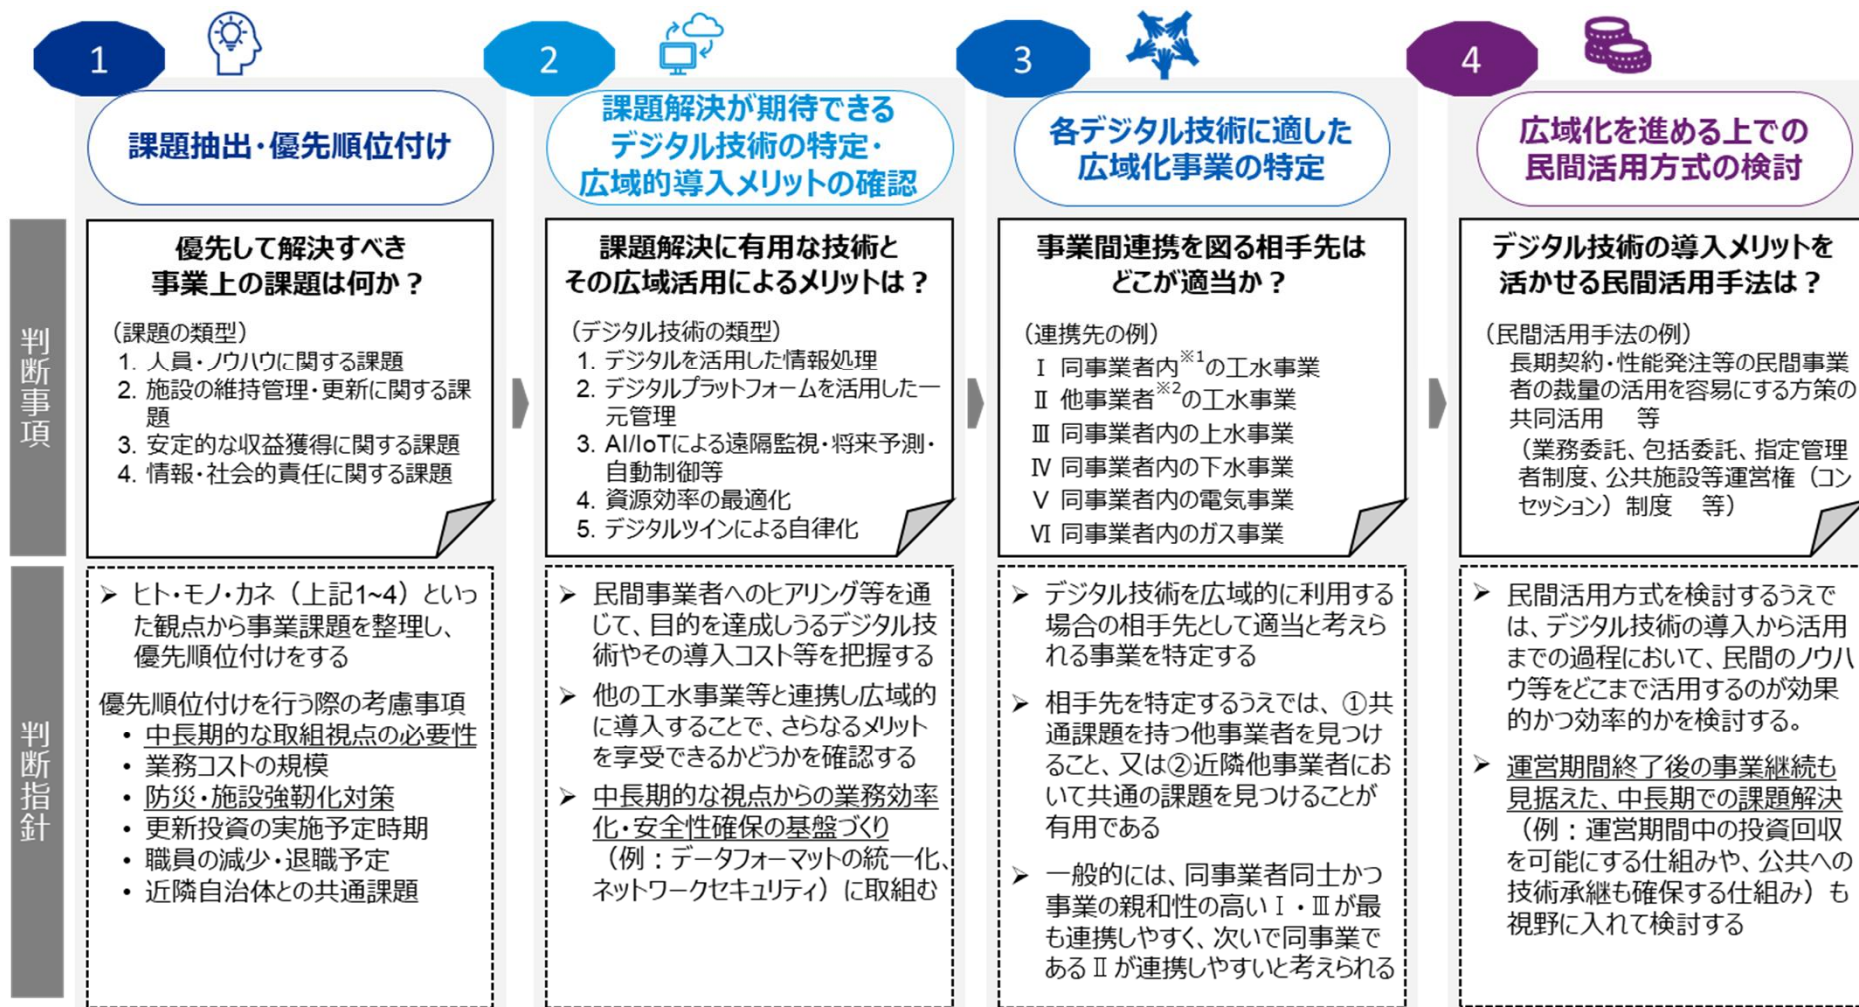 1
課題抽出・優先順位付け
2
課題解決が期待できる
デジタル技術の特定・
広域的導入メリットの確認
3
各デジタル技術に適した
広域化事業の特定
4
広域化を進める上での
民間活用方式の検討
判断事項
優先して解決すべき
事業上の課題は何か？
（課題の類型）
1. 人員・ノウハウに関する課題
2. 施設の維持管理・更新に関する課
題
3. 安定的な収益獲得に関する課題
4. 情報・社会的責任に関する課題
課題解決に有用な技術と
その広域活用によるメリットは？
（デジタル技術の類型）
1. デジタルを活用した情報処理
2. デジタルプラットフォームを活用した一
元管理
3. AI/IoTによる遠隔監視・将来予測・
自動制御等
4. 資源効率の最適化
5. デジタルツインによる自律化
事業間連携を図る相手先は
どこが適当か？
（連携先の例）
Ⅰ 同事業者内※1の工水事業
Ⅱ 他事業者※2の工水事業
Ⅲ 同事業者内の上水事業
Ⅳ 同事業者内の下水事業
Ⅴ 同事業者内の電気事業
Ⅵ 同事業者内のガス事業
デジタル技術の導入メリットを
活かせる民間活用手法は？
（民間活用手法の例）
長期契約・性能発注等の民間事業
者の裁量の活用を容易にする方策の
共同活用　等
（業務委託、包括委託、指定管理
者制度、公共施設等運営権（コン
セッション）制度　等）
判断指針
➢ ヒト・モノ・カネ（上記1~4）といっ
た観点から事業課題を整理し、
優先順位付けをする
優先順位付けを行う際の考慮事項
• 中長期的な取組視点の必要性
• 業務コストの規模
• 防災・施設強靭化対策
• 更新投資の実施予定時期
• 職員の減少・退職予定
• 近隣自治体との共通課題
➢ 民間事業者へのヒアリング等を通
じて、目的を達成しうるデジタル技
術やその導入コスト等を把握する
➢ 他の工水事業等と連携し広域的
に導入することで、さらなるメリット
を享受できるかどうかを確認する
➢ 中長期的な視点からの業務効率
化・安全性確保の基盤づくり
（例：データフォーマットの統一化、
ネットワークセキュリティ）に取組む
➢ デジタル技術を広域的に利用する
場合の相手先として適当と考えら
れる事業を特定する
➢ 相手先を特定するうえでは、①共
通課題を持つ他事業者を見つけ
ること、又は②近隣他事業者にお
いて共通の課題を見つけることが
有用である
➢ 一般的には、同事業者同士かつ
事業の親和性の高いⅠ・Ⅲが最
も連携しやすく、次いで同事業で
あるⅡが連携しやすいと考えられる
➢ 民間活用方式を検討するうえで
は、デジタル技術の導入から活用
までの過程において、民間のノウハ
ウ等をどこまで活用するのが効果
的かつ効率的かを検討する。
➢ 運営期間終了後の事業継続も
見据えた、中長期での課題解決
（例：運営期間中の投資回収
を可能にする仕組みや、公共への
技術承継も確保する仕組み）も
視野に入れて検討する